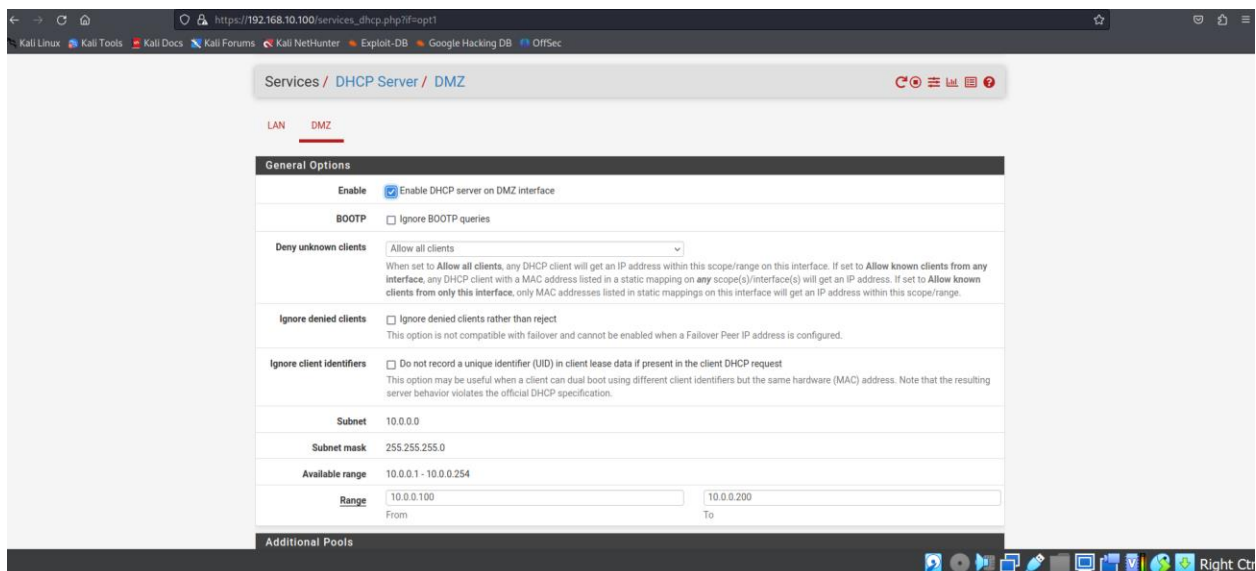 https://192.168.10.100/services_dhcp.php?if=opt1
Kali Linux Kali Tools Kali Docs Kali Forums Kali NetHunter Exploit-DB Google Hacking DB OffSec
Services / DHCP Server / DMZ
LAN DMZ
General Options
Enable Enable DHCP server on DMZ interface
BOOTP Ignore BOOTP queries
Deny unknown clients Allow all clients
When set to Allow all clients, any DHCP client will get an IP address within this scope/range on this interface. If set to Allow known clients from any
interface, any DHCP client with a MAC address listed in a static mapping on any scope(s)/interface(s) will get an IP address. If set to Allow known
clients from only this interface, only MAC addresses listed in static mappings on this interface will get an IP address within this scope/range.
Ignore denied clients Ignore denied clients rather than reject
This option is not compatible with failover and cannot be enabled when a Failover Peer IP address is configured.
Ignore client identifiers Do not record a unique identifier (UID) in client lease data if present in the client DHCP request
This option may be useful when a client can dual boot using different client identifiers but the same hardware (MAC) address. Note that the resulting
server behavior violates the official DHCP specification.
Subnet 10.0.0.0
Subnet mask 255.255.255.0
Available range 10.0.0.1 - 10.0.0.254
Range 10.0.0.100 10.0.0.200
From To
Additional Pools
Right Ct